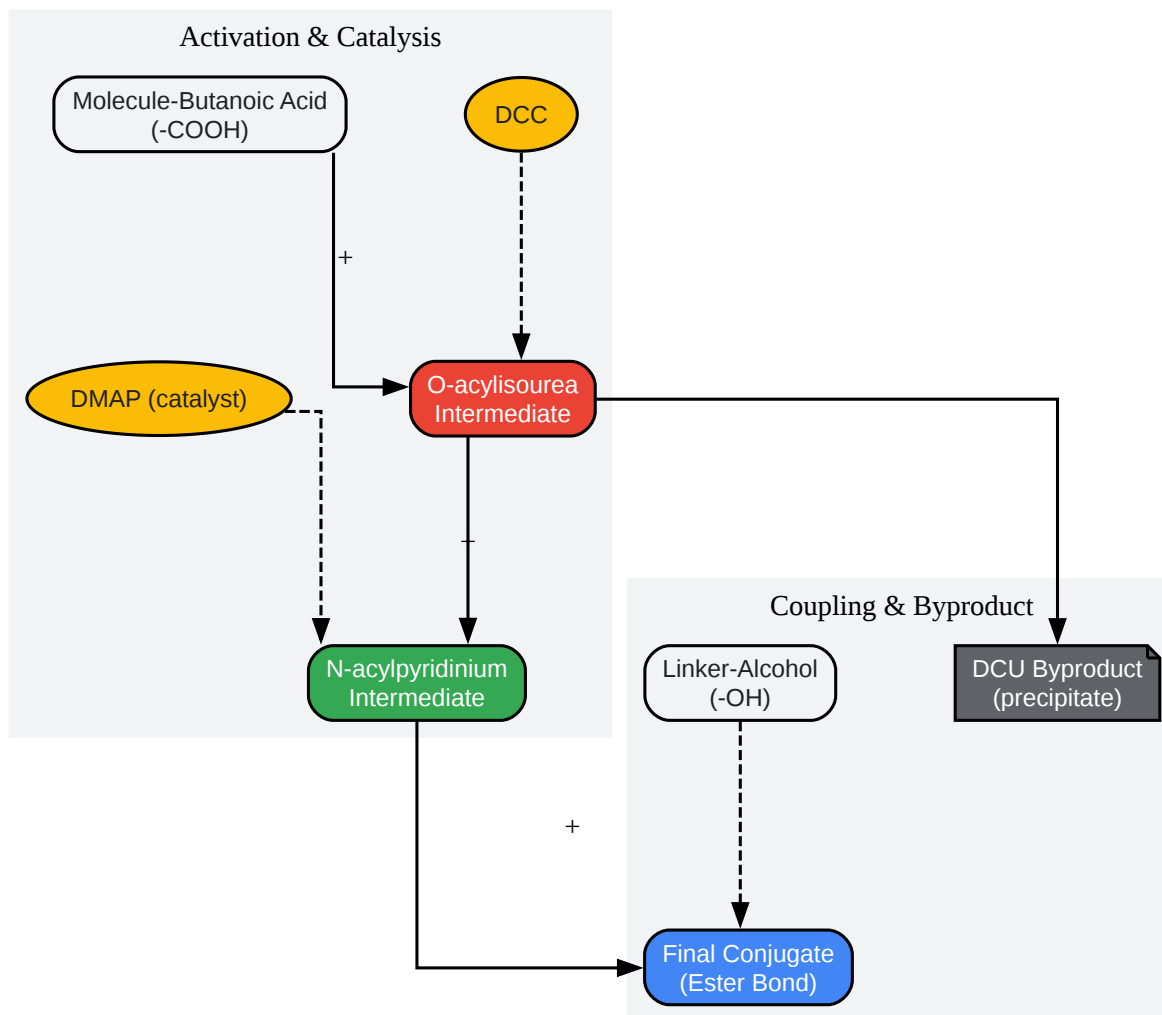 Activation & Catalysis
Molecule-Butanoic Acid
(-COOH)
DCC
+
DMAP (catalyst)
O-acylisourea
Intermediate
+
Coupling & Byproduct
N-acylpyridinium
Intermediate
Linker-Alcohol
(-OH)
DCU Byproduct
(precipitate)
+
Final Conjugate
(Ester Bond)